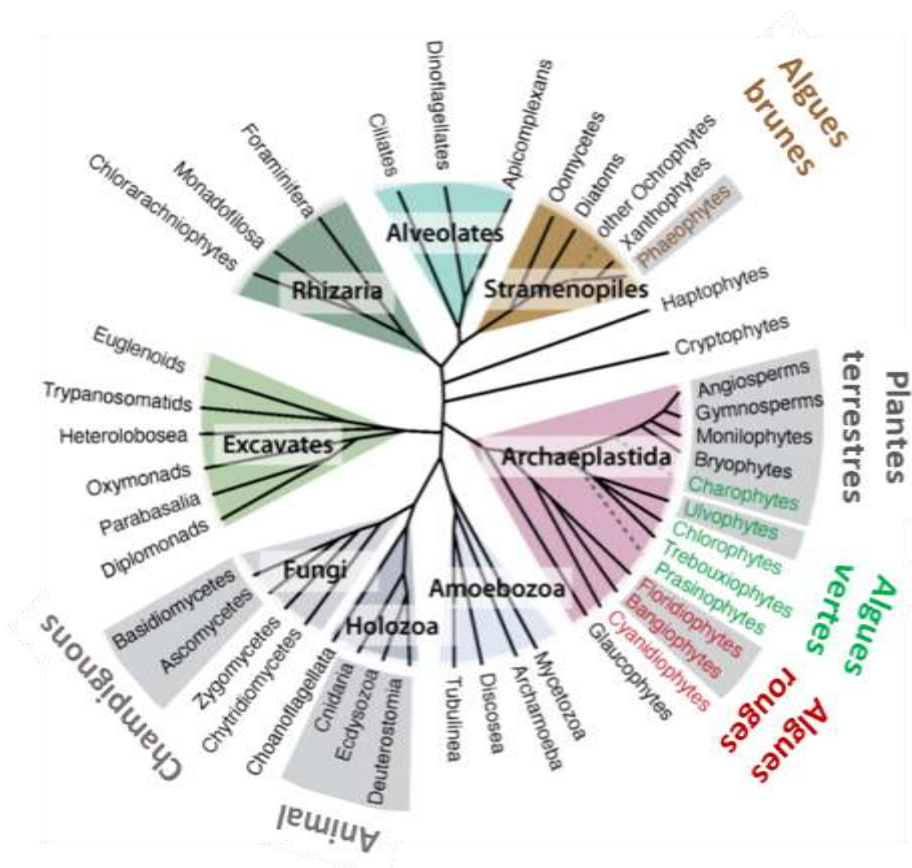 Algues
brunes
Dinoflagellates
Ciliates
Apicomplexans
Oomycetes
Diatoms
other Ochrophytes
Xanthophytes
Phaeophytes
Foraminifera
Monadofilosa
Chlorarachniophytes
Alveolates
Rhizaria
Stramenopiles
Haptophytes
Cryptophytes
Euglenoids
Trypanosomatids
Heterolobosea
Oxymonads
Parabasalia
Diplomonads
Excavates
Archaeplastida
Angiosperms
Gymnosperms
Monilophytes
Bryophytes
Charophytes
Ulvophytes
Chlorophytes
Trebouxiophytes
Prasinophytes
Floridiophytes
Bangiophytes
Cyanidiophytes
Glaucophytes
Plantes
terrestres
Algues
vertes
Algues
rouges
Fungi
Holozoa
Amoebozoa
Basidiomycetes
Ascomycetes
Zygomycetes
Chytridiomycetes
Choanoflagellata
Cnidaria
Ecdysozoa
Deuterostomia
Tubulinea
Discosea
Archamoeba
Mycetozoa
Champignons
Animal